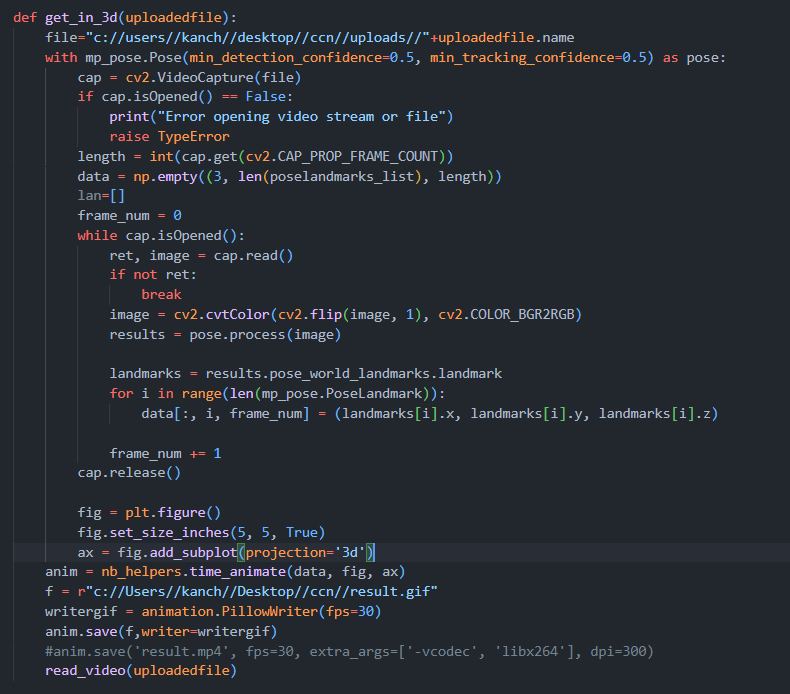 def get_in_3d(uploadedfile):
    file="c://users//kanch//desktop//ccn//uploads//"+uploadedfile.name
    with mp_pose.Pose(min_detection_confidence=0.5, min_tracking_confidence=0.5) as pose:
        cap = cv2.VideoCapture(file)
        if cap.isOpened() == False:
            print("Error opening video stream or file")
            raise TypeError
        length = int(cap.get(cv2.CAP_PROP_FRAME_COUNT))
        data = np.empty((3, len(poselandmarks_list), length))
        lan=[]
        frame_num = 0
        while cap.isOpened():
            ret, image = cap.read()
            if not ret:
                break
            image = cv2.cvtColor(cv2.flip(image, 1), cv2.COLOR_BGR2RGB)
            results = pose.process(image)

            landmarks = results.pose_world_landmarks.landmark
            for i in range(len(mp_pose.PoseLandmark)):
                data[:, i, frame_num] = (landmarks[i].x, landmarks[i].y, landmarks[i].z)

            frame_num += 1
        cap.release()

        fig = plt.figure()
        fig.set_size_inches(5, 5, True)
        ax = fig.add_subplot(projection='3d')
    anim = nb_helpers.time_animate(data, fig, ax)
    f = r"c://Users//kanch//Desktop//ccn//result.gif"
    writergif = animation.PillowWriter(fps=30)
    anim.save(f,writer=writergif)
    #anim.save('result.mp4', fps=30, extra_args=['-vcodec', 'libx264'], dpi=300)
    read_video(uploadedfile)